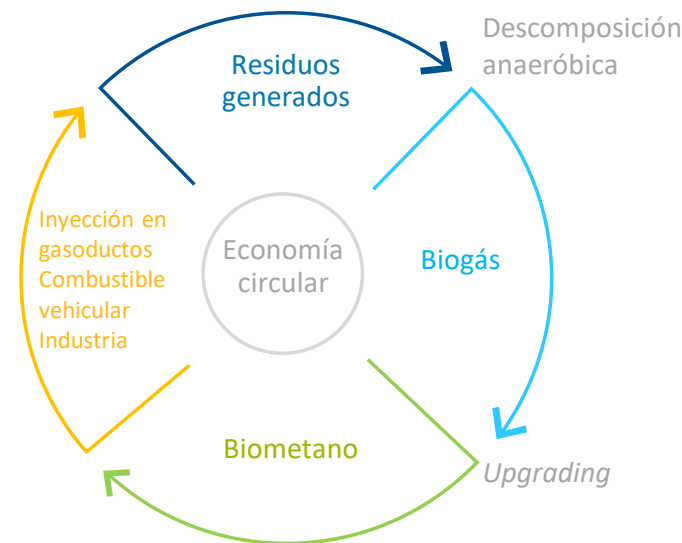 Descomposición
anaeróbica
Residuos
generados
Inyección en
gasoductos
Combustible
vehicular
Industria
Economía
circular
Biogás
Biometano
Upgrading